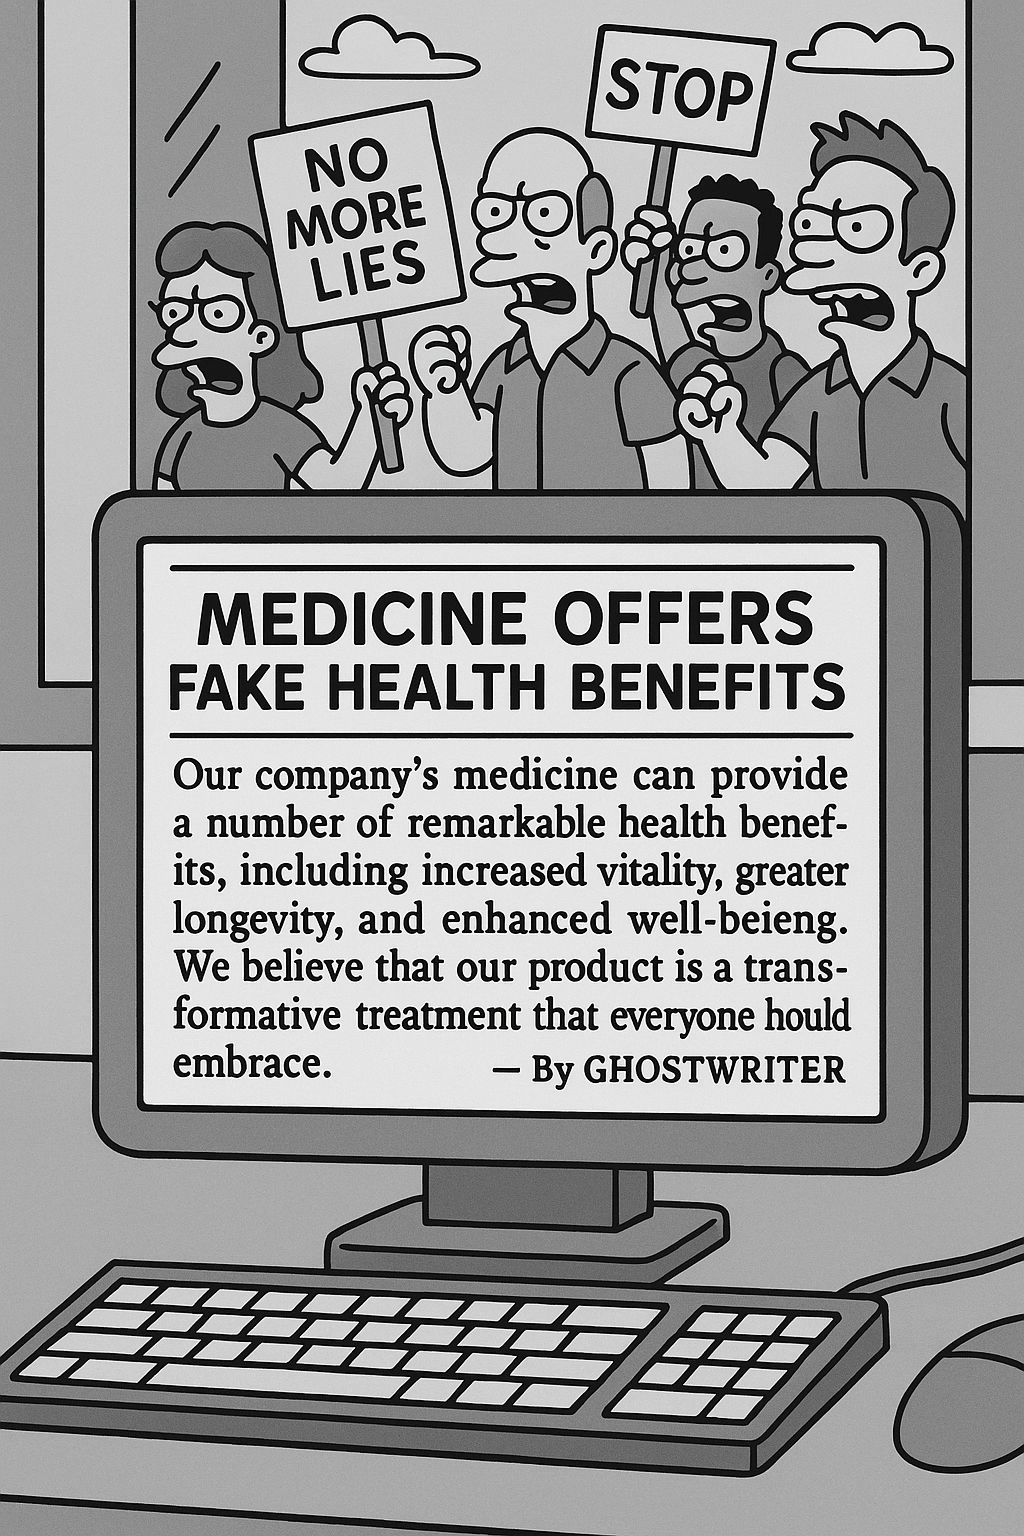 NO
MORE
LIES
STOP
MEDICINE OFFERS
FAKE HEALTH BENEFITS
Our company's medicine can provide
a number of remarkable health benef-
its, including increased vitality, greater
longevity, and enhanced well-beieng.
We believe that our product is a trans-
formative treatment that everyone hould
embrace.
— By GHOSTWRITER